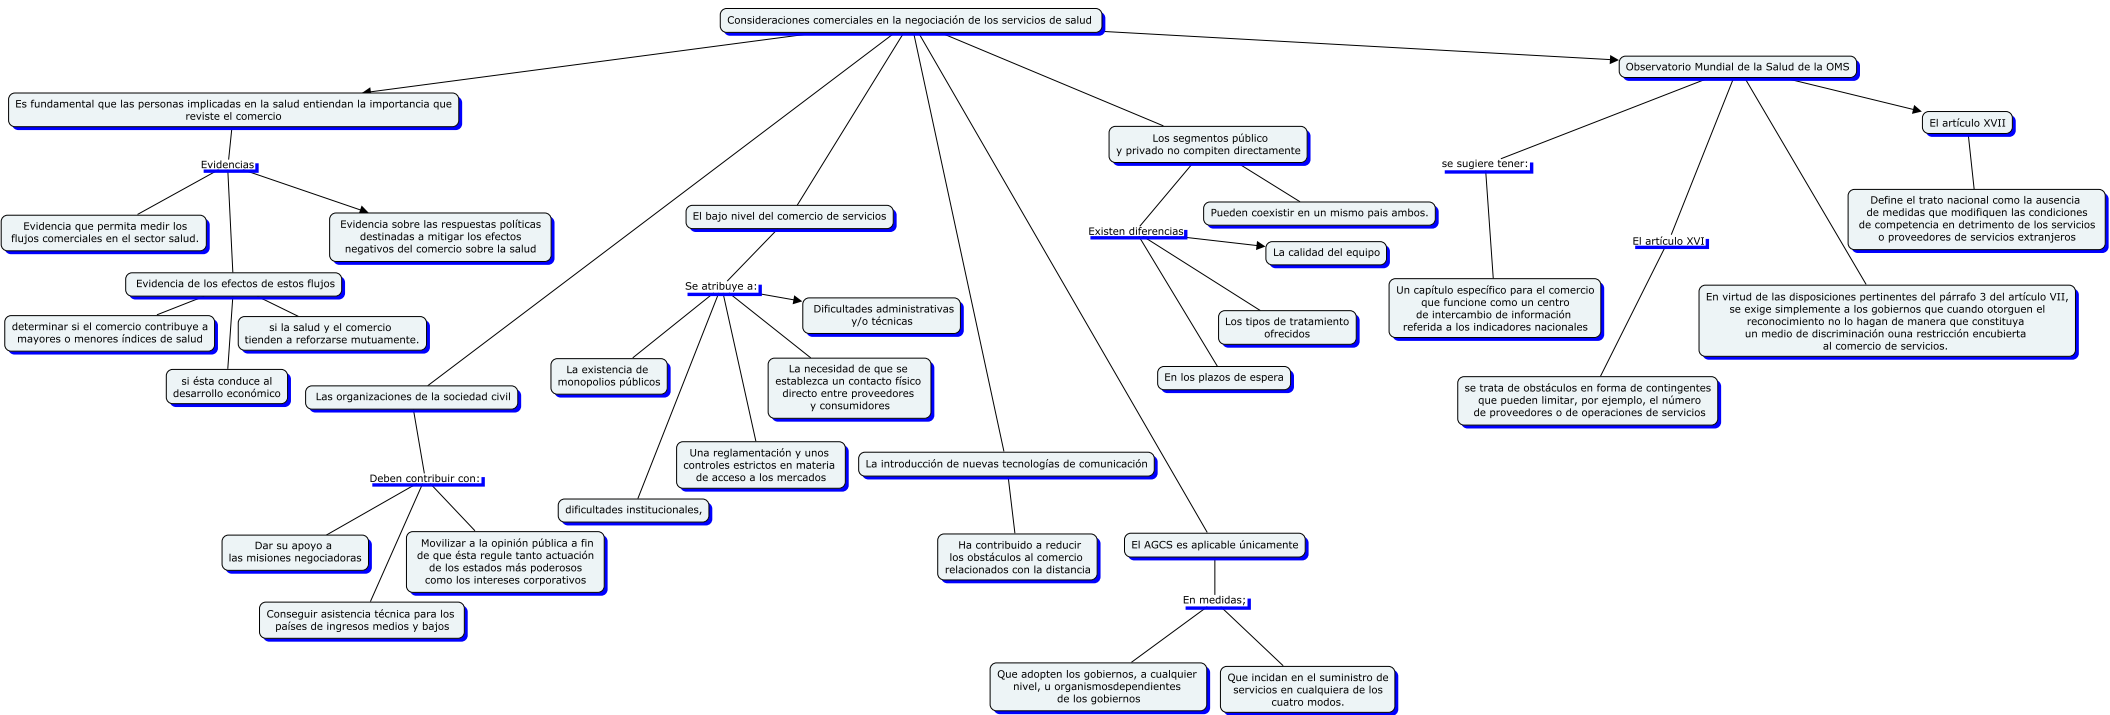 Consideraciones comerciales en la negociación de los servicios de salud
Es fundamental que las personas implicadas en la salud entiendan la importancia que
reviste el comercio
Evidencias
Evidencia que permita medir los
flujos comerciales en el sector salud.
Evidencia de los efectos de estos flujos
determinar si el comercio contribuye a
mayores o menores índices de salud
si ésta conduce al
desarrollo económico
si la salud y el comercio
tienden a reforzarse mutuamente.
Evidencia sobre las respuestas políticas
destinadas a mitigar los efectos
negativos del comercio sobre la salud
Las organizaciones de la sociedad civil
Deben contribuir con:
Dar su apoyo a
las misiones negociadoras
Conseguir asistencia técnica para los
países de ingresos medios y bajos
Movilizar a la opinión pública a fin
de que ésta regule tanto actuación
de los estados más poderosos
como los intereses corporativos
El bajo nivel del comercio de servicios
Se atribuye a:
La existencia de
monopolios públicos
dificultades institucionales,
Una reglamentación y unos
controles estrictos en materia
de acceso a los mercados
La necesidad de que se
establezca un contacto físico
directo entre proveedores
y consumidores
Dificultades administrativas
y/o técnicas
La introducción de nuevas tecnologías de comunicación
Ha contribuido a reducir
los obstáculos al comercio
relacionados con la distancia
El AGCS es aplicable únicamente
En medidas;
Que adopten los gobiernos, a cualquier
nivel, u organismosdependientes
de los gobiernos
Que incidan en el suministro de
servicios en cualquiera de los
cuatro modos.
Los segmentos público
y privado no compiten directamente
Existen diferencias
En los plazos de espera
Los tipos de tratamiento
ofrecidos
La calidad del equipo
Pueden coexistir en un mismo pais ambos.
Observatorio Mundial de la Salud de la OMS
se sugiere tener:
Un capítulo específico para el comercio
que funcione como un centro
de intercambio de información
referida a los indicadores nacionales
El artículo XVI
se trata de obstáculos en forma de contingentes
que pueden limitar, por ejemplo, el número
de proveedores o de operaciones de servicios
En virtud de las disposiciones pertinentes del párrafo 3 del artículo VII,
se exige simplemente a los gobiernos que cuando otorguen el
reconocimiento no lo hagan de manera que constituya
un medio de discriminación ouna restricción encubierta
al comercio de servicios.
El artículo XVII
Define el trato nacional como la ausencia
de medidas que modifiquen las condiciones
de competencia en detrimento de los servicios
o proveedores de servicios extranjeros